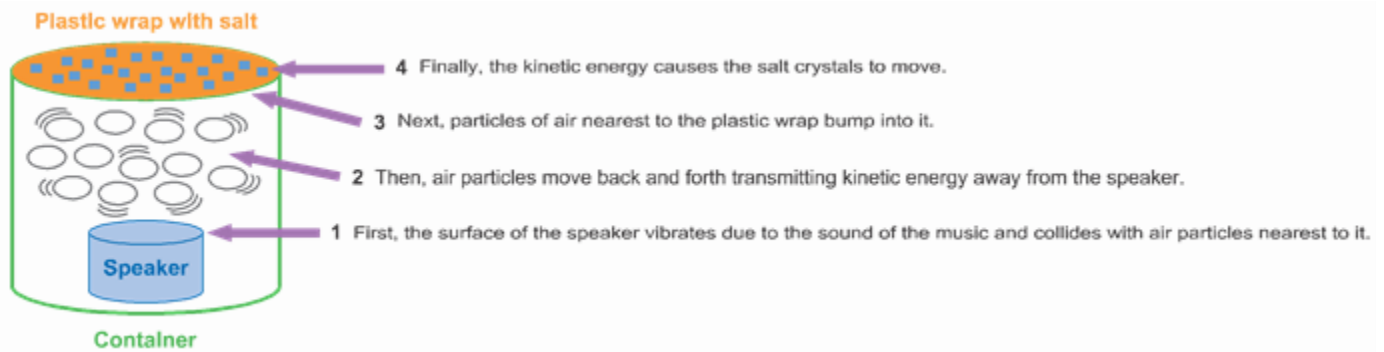 Plastic wrap with salt
4 Finally, the kinetic energy causes the salt crystals to move.
3 Next, particles of air nearest to the plastic wrap bump into it.
2 Then, air particles move back and forth transmitting kinetic energy away from the speaker.
1 First, the surface of the speaker vibrates due to the sound of the music and collides with air particles nearest to it.
Speaker
Container